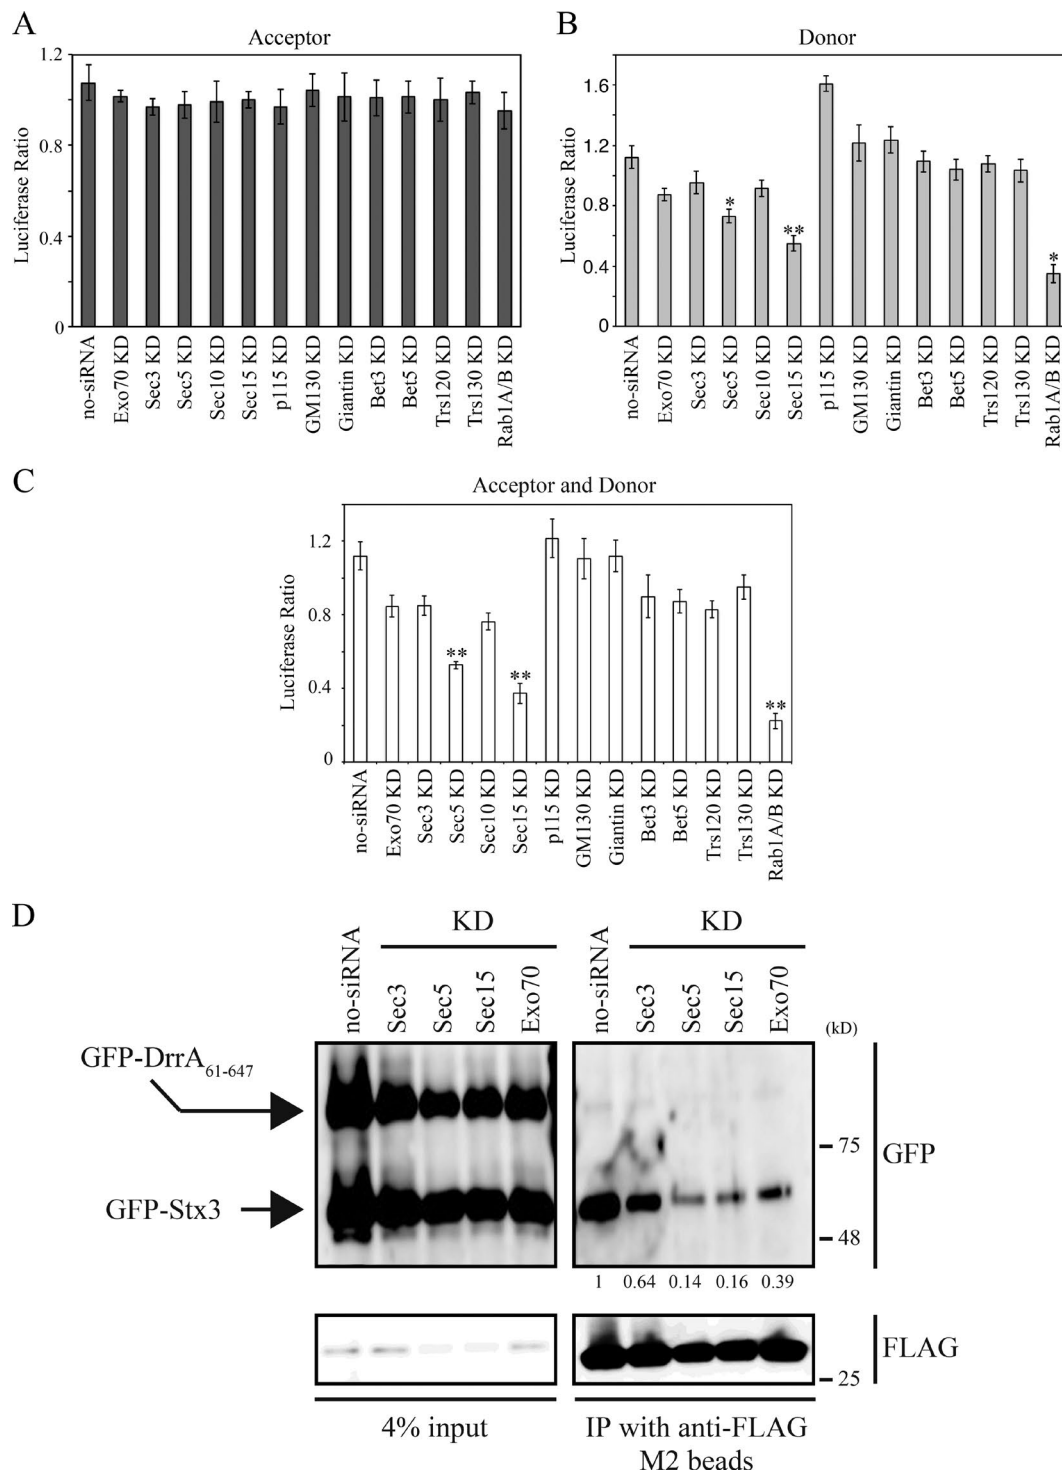 A
Acceptor
Luciferase Ratio
1.2
0.8
0.4
0
no-siRNA
Exo70 KD
Sec3 KD
Sec5 KD
Sec10 KD
Sec15 KD
p115 KD
GM130 KD
Giantin KD
Bet3 KD
Bet5 KD
Trs120 KD
Trs130 KD
Rab1A/B KD
B
Donor
Luciferase Ratio
1.6
1.2
0.8
0.4
0
*
**
*
no-siRNA
Exo70 KD
Sec3 KD
Sec5 KD
Sec10 KD
Sec15 KD
p115 KD
GM130 KD
Giantin KD
Bet3 KD
Bet5 KD
Trs120 KD
Trs130 KD
Rab1A/B KD
C
Acceptor and Donor
Luciferase Ratio
1.2
0.8
0.4
0
**
**
**
no-siRNA
Exo70 KD
Sec3 KD
Sec5 KD
Sec10 KD
Sec15 KD
p115 KD
GM130 KD
Giantin KD
Bet3 KD
Bet5 KD
Trs120 KD
Trs130 KD
Rab1A/B KD
D
no-siRNA
KD
Sec3
Sec5
Sec15
Exo70
no-siRNA
KD
Sec3
Sec5
Sec15
Exo70
(kD)
GFP-DrrA61-647
GFP-Stx3
75
48
GFP
1 0.64 0.14 0.16 0.39
FLAG
25
4% input
IP with anti-FLAG
M2 beads